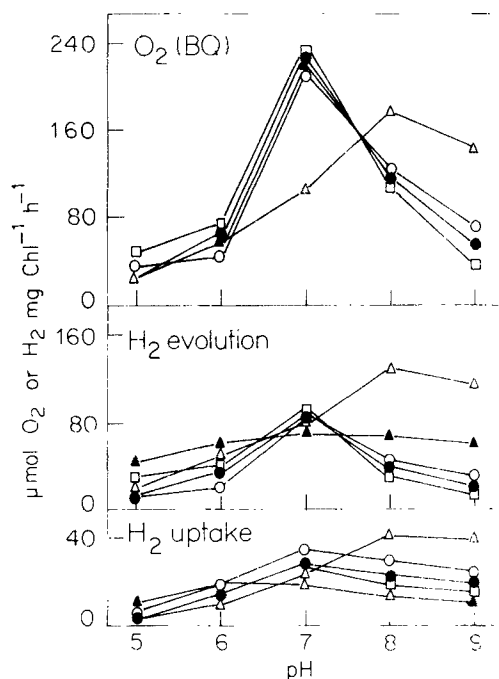 µmol O₂ or H₂ mg Chl⁻¹ h⁻¹
O₂ (BQ)
240
160
80
0
H₂ evolution
160
80
0
H₂ uptake
40
0
5 6 7 8 9
pH